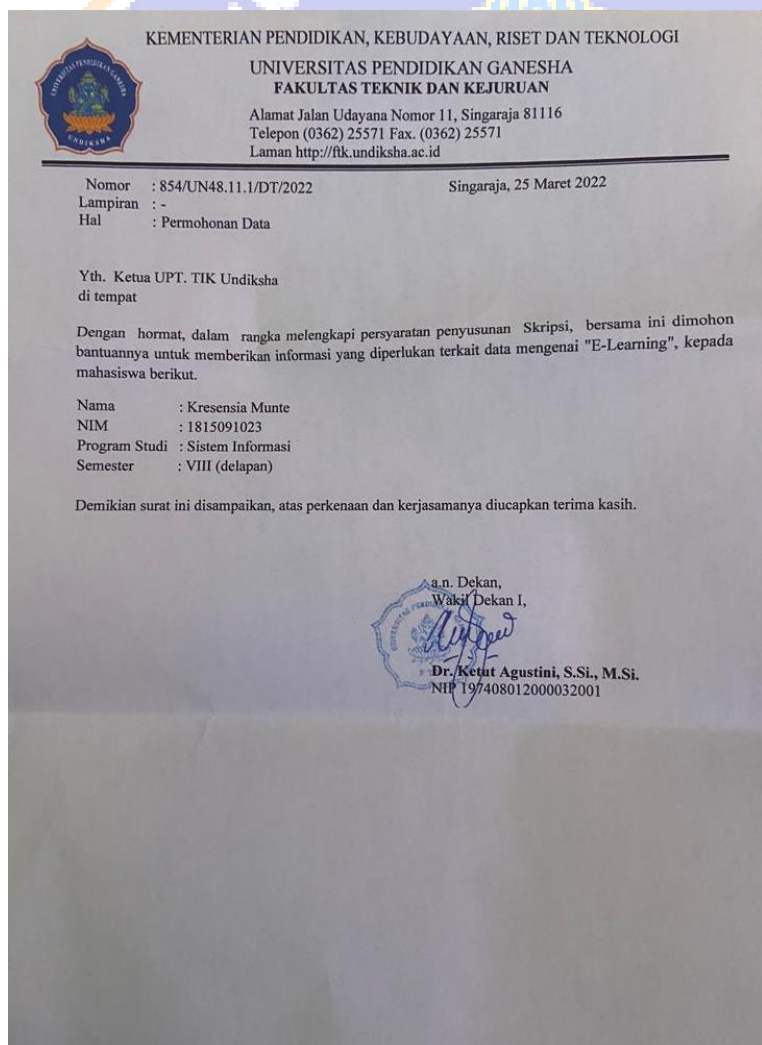 KEMENTERIAN PENDIDIKAN, KEBUDAYAAN, RISET DAN TEKNOLOGI
UNIVERSITAS PENDIDIKAN GANESHA
FAKULTAS TEKNIK DAN KEJURUAN
Alamat Jalan Udayana Nomor 11, Singaraja 81116
Telepon (0362) 25571 Fax. (0362) 25571
Laman http://ftk.undiksha.ac.id
UNIVERSITAS PENDIDIKAN GANESHA
UNDIKSHA
Nomor : 854/UN48.11.1/DT/2022 Singaraja, 25 Maret 2022
Lampiran : -
Hal : Permohonan Data
Yth. Ketua UPT. TIK Undiksha
di tempat
Dengan hormat, dalam rangka melengkapi persyaratan penyusunan Skripsi, bersama ini dimohon
bantuannya untuk memberikan informasi yang diperlukan terkait data mengenai "E-Learning", kepada
mahasiswa berikut.
Nama : Kresensia Munte
NIM : 1815091023
Program Studi : Sistem Informasi
Semester : VIII (delapan)
Demikian surat ini disampaikan, atas perkenaan dan kerjasamanya diucapkan terima kasih.
a.n. Dekan,
Wakil Dekan I,
Dr. Ketut Agustini, S.Si., M.Si.
NIP 197408012000032001